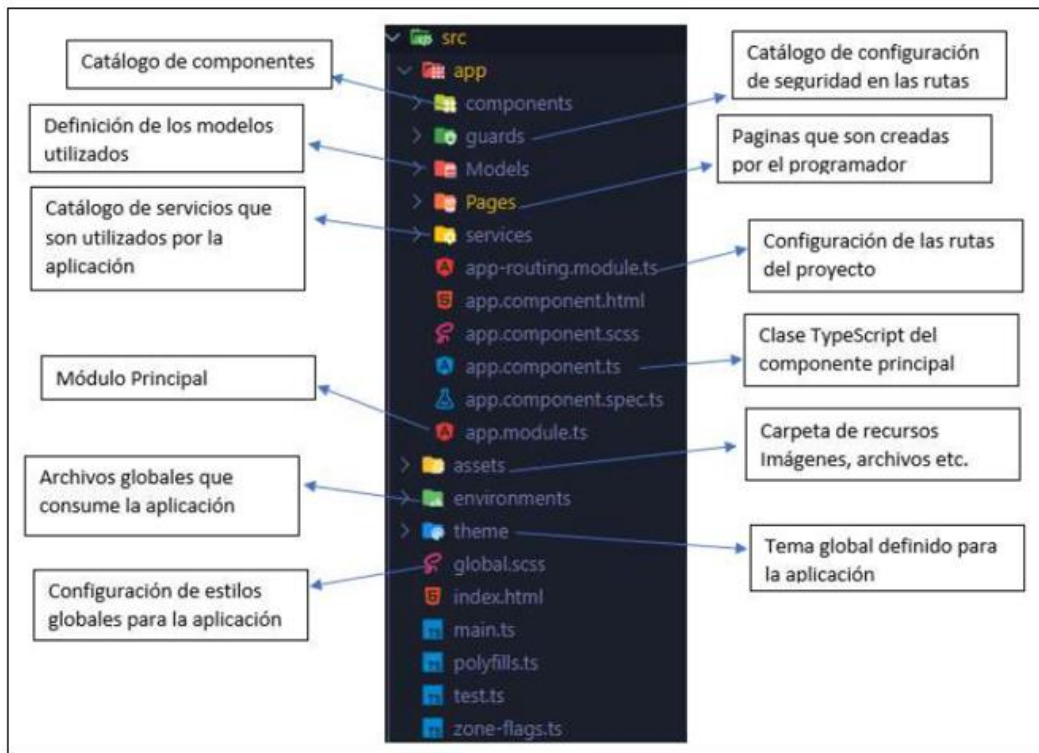 Catálogo de componentes
Definición de los modelos
utilizados
Catálogo de servicios que
son utilizados por la
aplicación
Módulo Principal
Archivos globales que
consume la aplicación
Configuración de estilos
globales para la aplicación
src
app
components
guards
Models
Pages
services
app-routing.module.ts
app.component.html
app.component.scss
app.component.ts
app.component.spec.ts
app.module.ts
assets
environments
theme
global.scss
index.html
main.ts
polyfills.ts
test.ts
zone-flags.ts
Catálogo de configuración
de seguridad en las rutas
Paginas que son creadas
por el programador
Configuración de las rutas
del proyecto
Clase TypeScript del
componente principal
Carpeta de recursos
Imágenes, archivos etc.
Tema global definido para
la aplicación